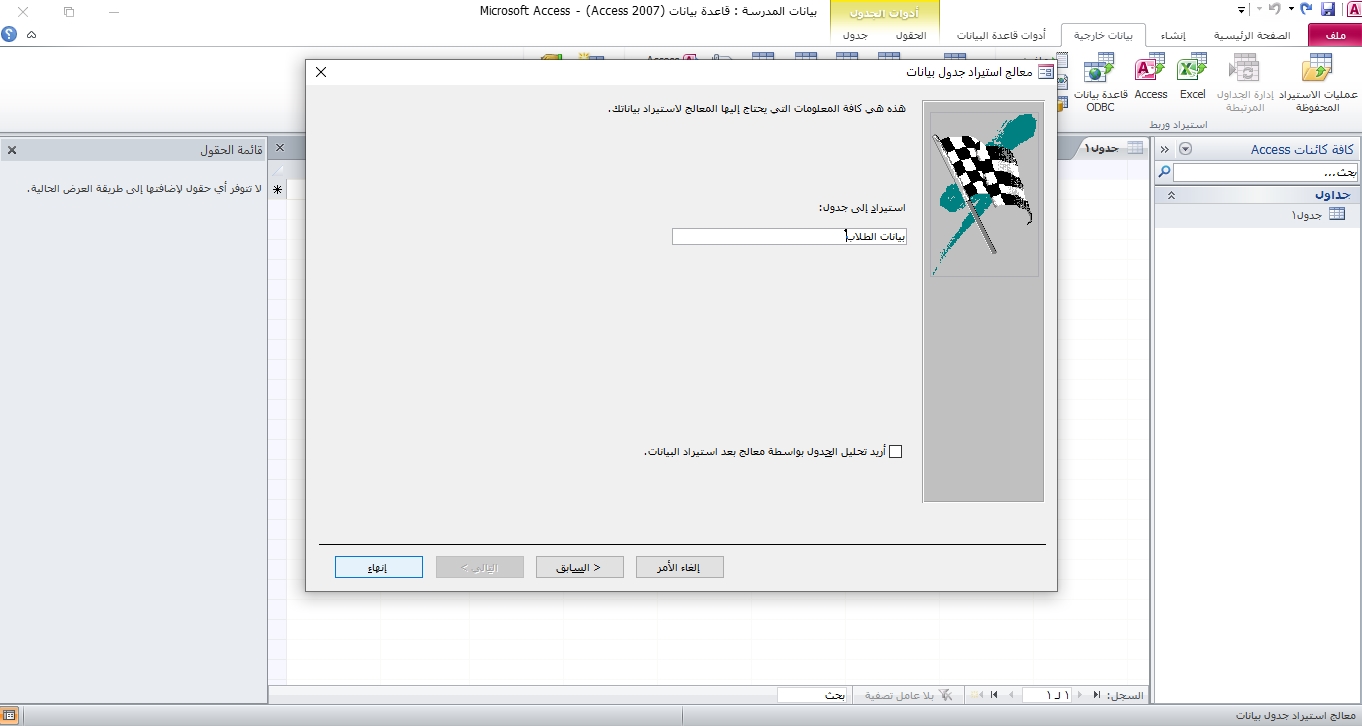 بيانات المدرسة : قاعدة بيانات (Access 2007) - Microsoft Access
أدوات الجدول
ملف
الصفحة الرئيسية
إنشاء
بيانات خارجية
أدوات قاعدة البيانات
الحقول
جدول
عمليات الاستيراد المحفوظة
إدارة الجداول المرتبطة
Excel
Access
قاعدة بيانات ODBC
استيراد وربط
كافة كائنات Access
بحث...
جداول
جدول١
جدول١
قائمة الحقول
لا تتوفر أي حقول لإضافتها إلى طريقة العرض الحالية.
معالج استيراد جدول بيانات
هذه هي كافة المعلومات التي يحتاج إليها المعالج لاستيراد بياناتك.
استيراد إلى جدول:
بيانات الطلاب
أريد تحليل الجدول بواسطة معالج بعد استيراد البيانات.
إلغاء الأمر
< السابق
التالي >
إنهاء
السجل:
١ لـ ١
بلا عامل تصفية
بحث
معالج استيراد جدول بيانات